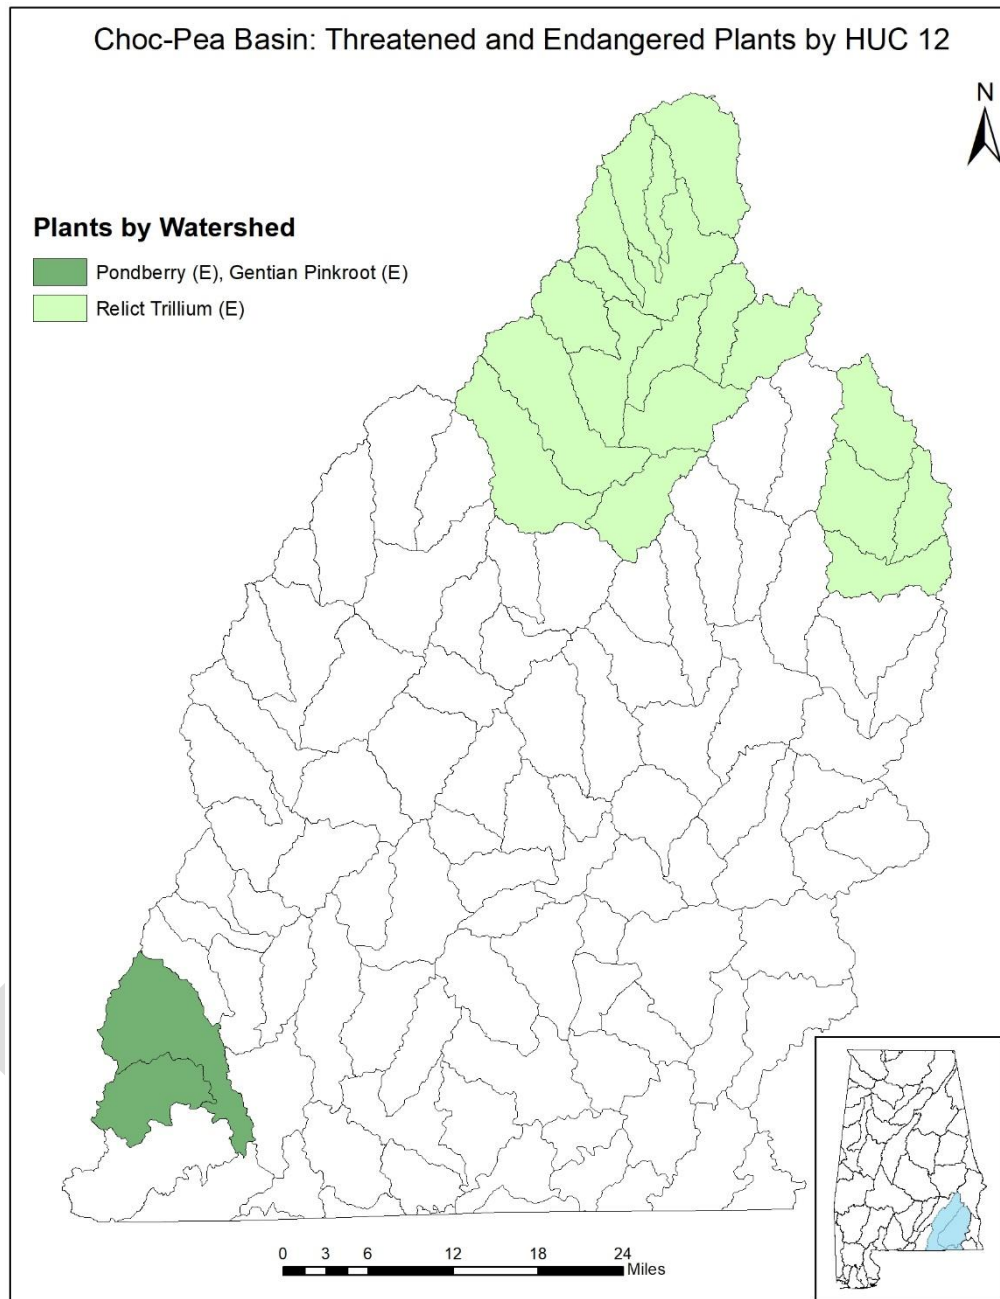 Choc-Pea Basin: Threatened and Endangered Plants by HUC 12
N
Plants by Watershed
Pondberry (E), Gentian Pinkroot (E)
Relict Trillium (E)
0 3 6 12 18 24
Miles